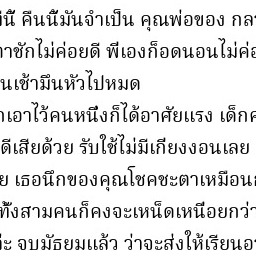 นี้ คืนนี้มันจำเป็น คุณพ่อของ
ตาชักไม่ค่อยดี พี่เองก็อดนอนไม่ค่อ
นเช้ามึนหัวไปหมด
เอาไว้คนหนึ่งก็ได้อาศัยแรง เด็กค
ดีเสียด้วย รับใช้ไม่มีเกี่ยงงอนเลย
ย เธอนึกของคุณโชคชะตาเหมือน
ทั้งสามคนก็คงจะเหน็ดเหนื่อยกว่า
จบมัธยมแล้ว ว่าจะส่งให้เรียนอ